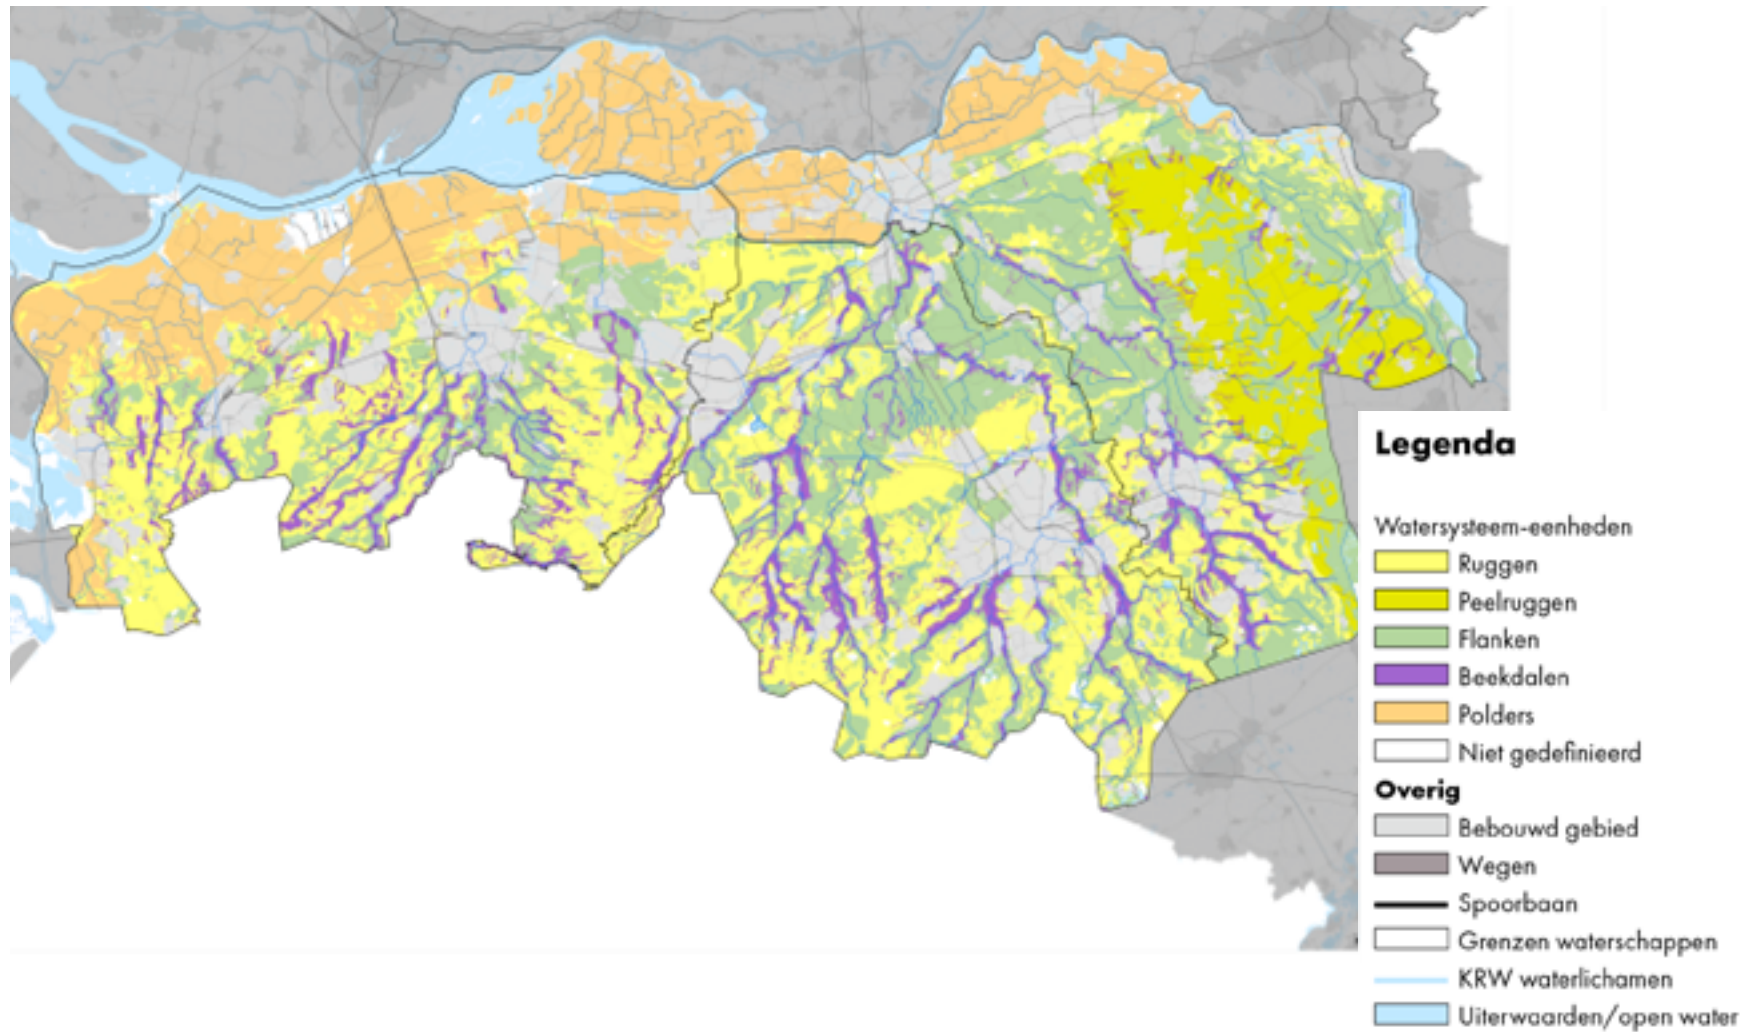 Legenda
Watersysteem-eenheden
Ruggen
Peelruggen
Flanken
Beekdalen
Polders
Niet gedefinieerd
Overig
Bebouwd gebied
Wegen
Spoorbaan
Grenzen waterschappen
KRW waterlichamen
Uiterwaarden/open water